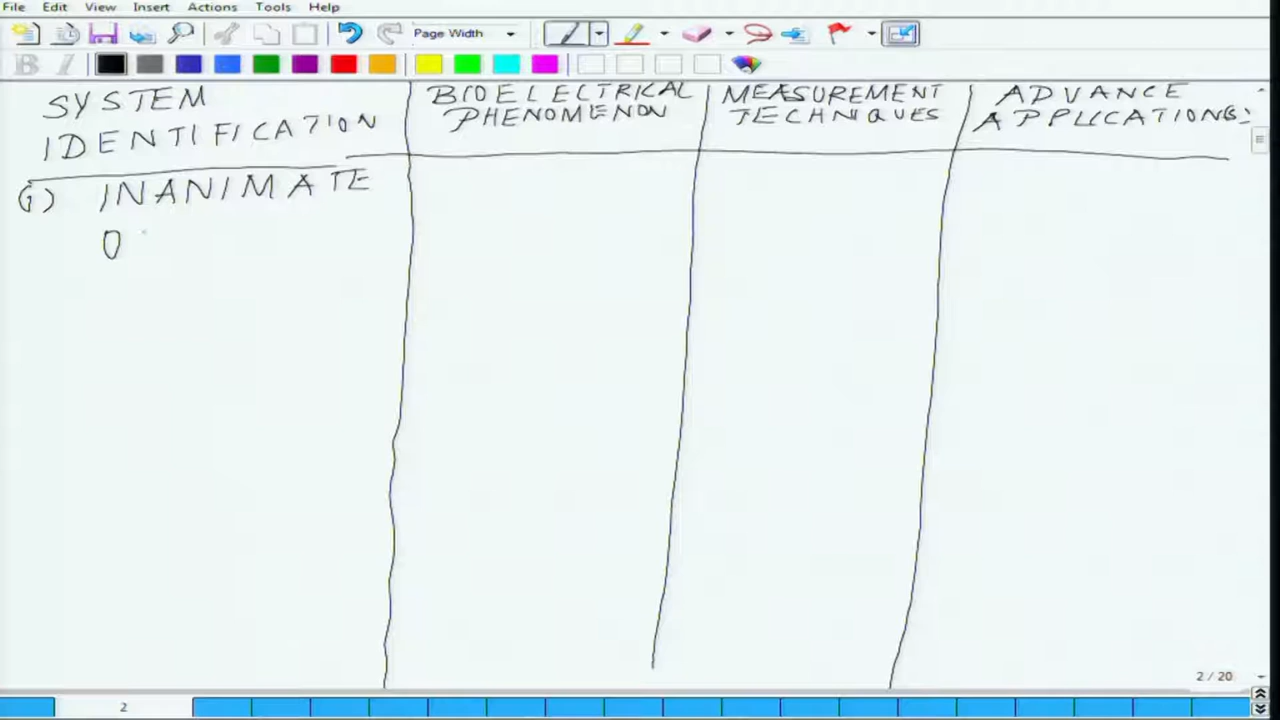 File Edit View Insert Actions Tools Help
Page Width
B I
SYSTEM
IDENTIFICATION
BIOELECTRICAL
PHENOMENON
MEASUREMENT
TECHNIQUES
ADVANCE
APPLICATIONS
(1) INANIMATE
O
2 / 20
2